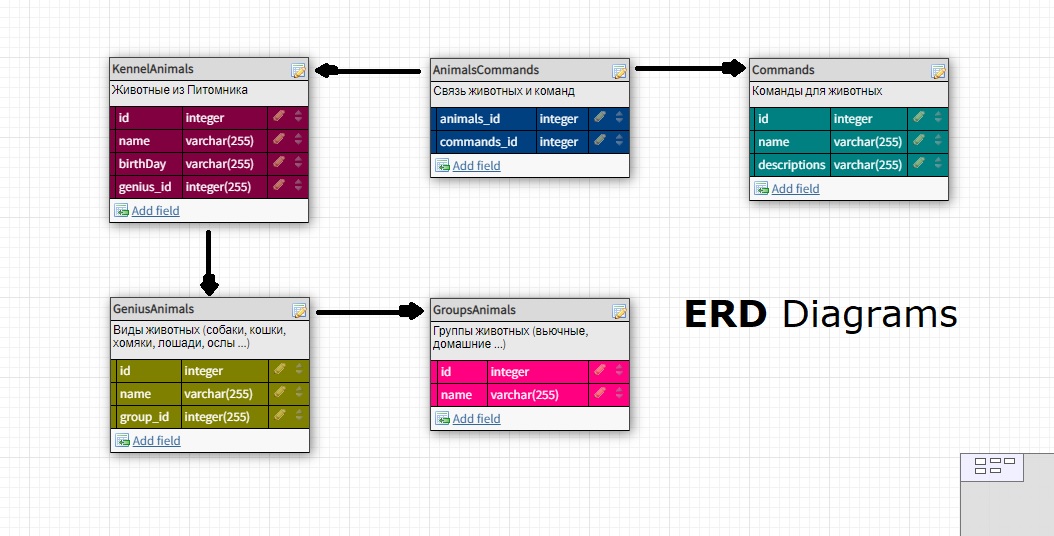 KennelAnimals
Животные из Питомника
id integer
name varchar(255)
birthDay varchar(255)
genius_id integer(255)
Add field
AnimalsCommands
Связь животных и команд
animals_id integer
commands_id integer
Add field
Commands
Команды для животных
id integer
name varchar(255)
descriptions varchar(255)
Add field
GeniusAnimals
Виды животных (собаки, кошки,
хомяки, лошади, ослы ...)
id integer
name varchar(255)
group_id integer(255)
Add field
GroupsAnimals
Группы животных (вьючные,
домашние ...)
id integer
name varchar(255)
Add field
ERD Diagrams